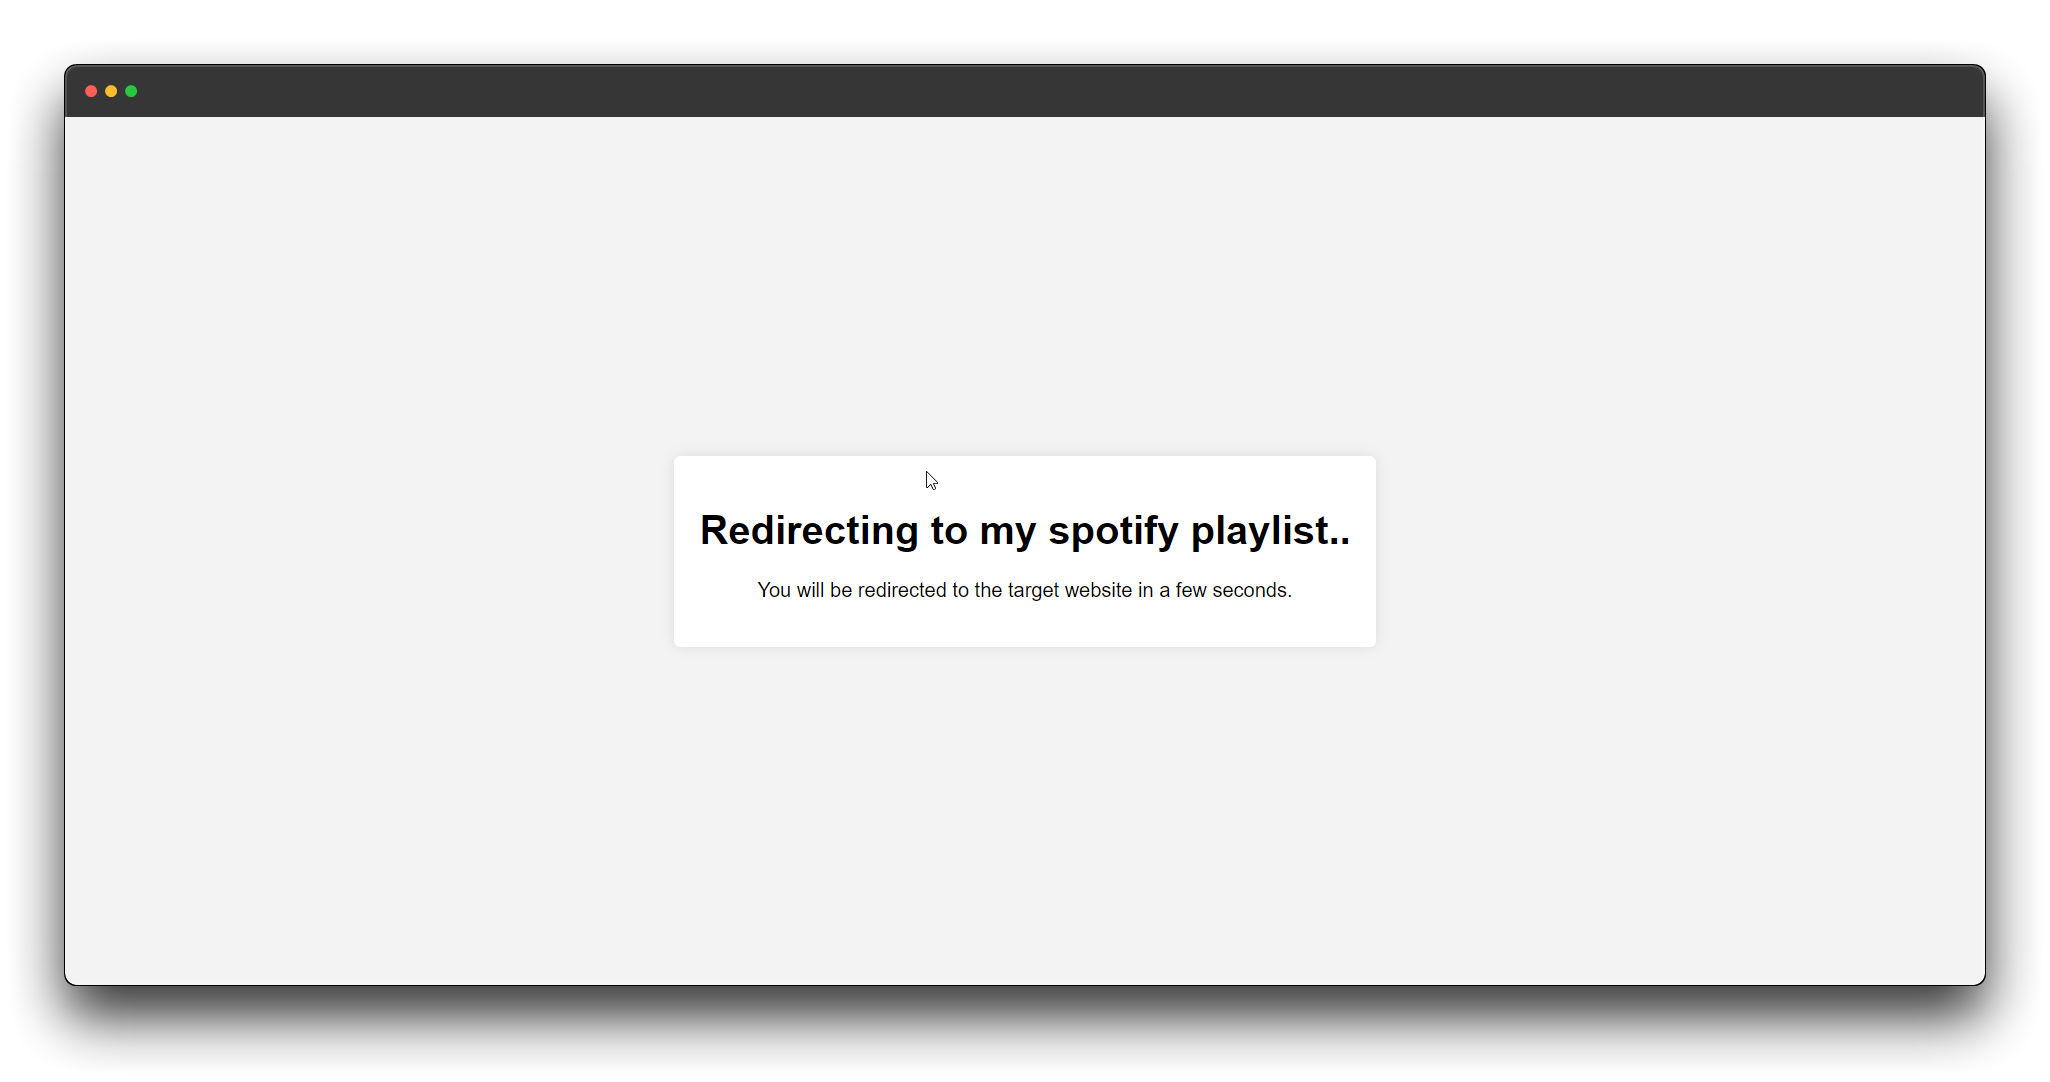 Redirecting to my spotify playlist..
You will be redirected to the target website in a few seconds.